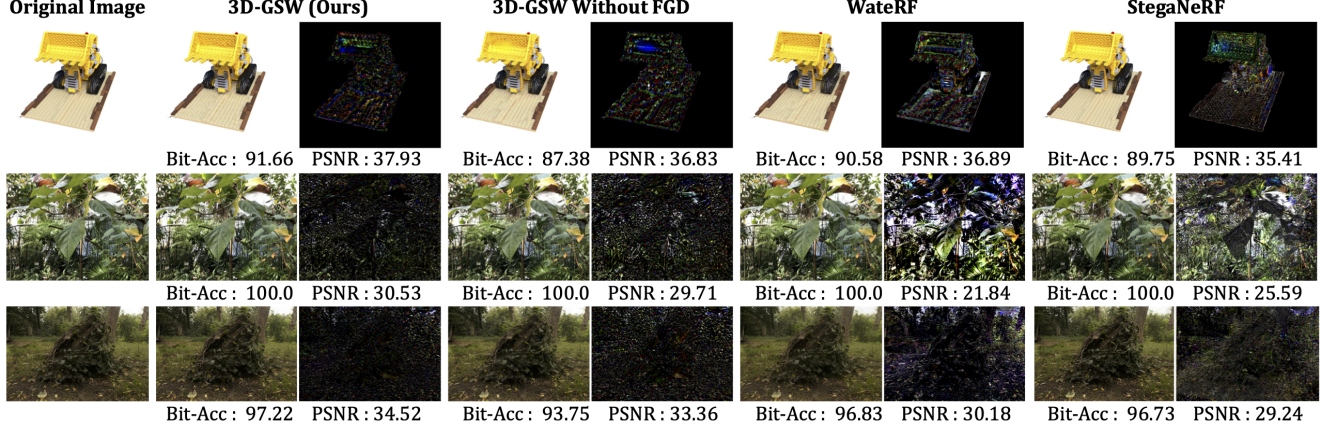 Original Image 3D-GSW (Ours) 3D-GSW Without FGD WateRF StegaNeRF
Bit-Acc : 91.66 PSNR : 37.93 Bit-Acc : 87.38 PSNR : 36.83 Bit-Acc : 90.58 PSNR : 36.89 Bit-Acc : 89.75 PSNR : 35.41
Bit-Acc : 100.0 PSNR : 30.53 Bit-Acc : 100.0 PSNR : 29.71 Bit-Acc : 100.0 PSNR : 21.84 Bit-Acc : 100.0 PSNR : 25.59
Bit-Acc : 97.22 PSNR : 34.52 Bit-Acc : 93.75 PSNR : 33.36 Bit-Acc : 96.83 PSNR : 30.18 Bit-Acc : 96.73 PSNR : 29.24